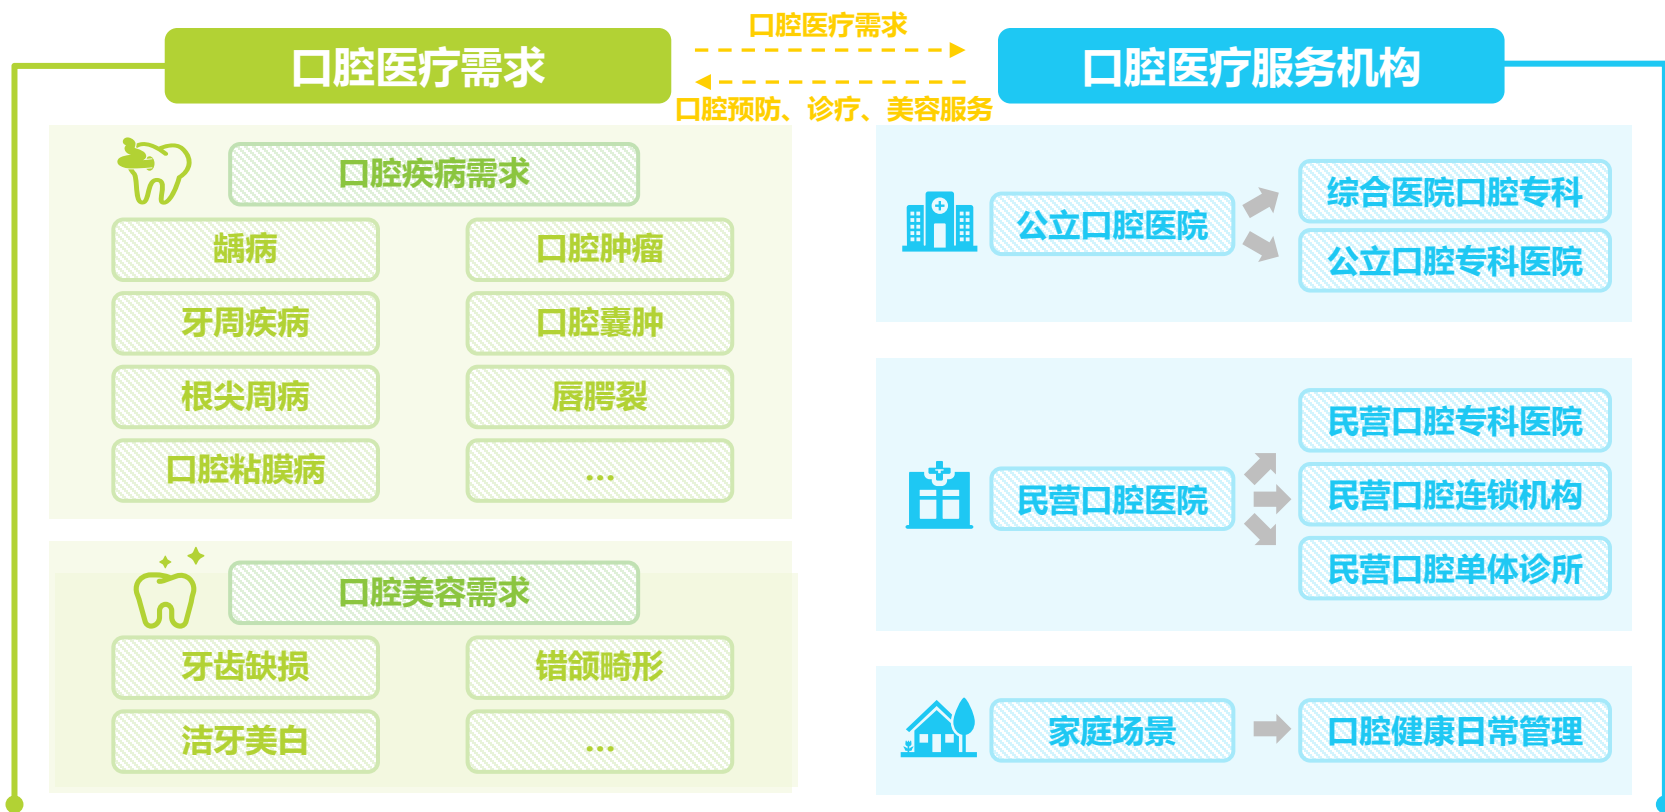 口腔医疗需求
口腔医疗需求
口腔预防、诊疗、美容服务
口腔医疗服务机构
口腔疾病需求
龋病
口腔肿瘤
牙周疾病
口腔囊肿
根尖周病
唇腭裂
口腔粘膜病
...
口腔美容需求
牙齿缺损
错颌畸形
洁牙美白
...
公立口腔医院
综合医院口腔专科
公立口腔专科医院
民营口腔医院
民营口腔专科医院
民营口腔连锁机构
民营口腔单体诊所
家庭场景
口腔健康日常管理